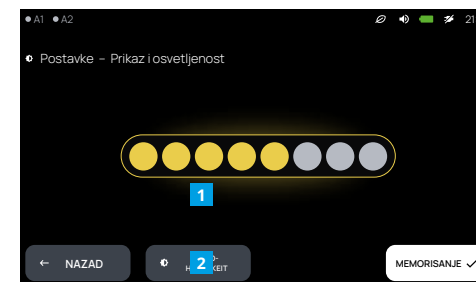 A1 A2 21
Postavke – Prikaz i osvetljenost
1
← NAZAD
2
MEMORISANJE ✓